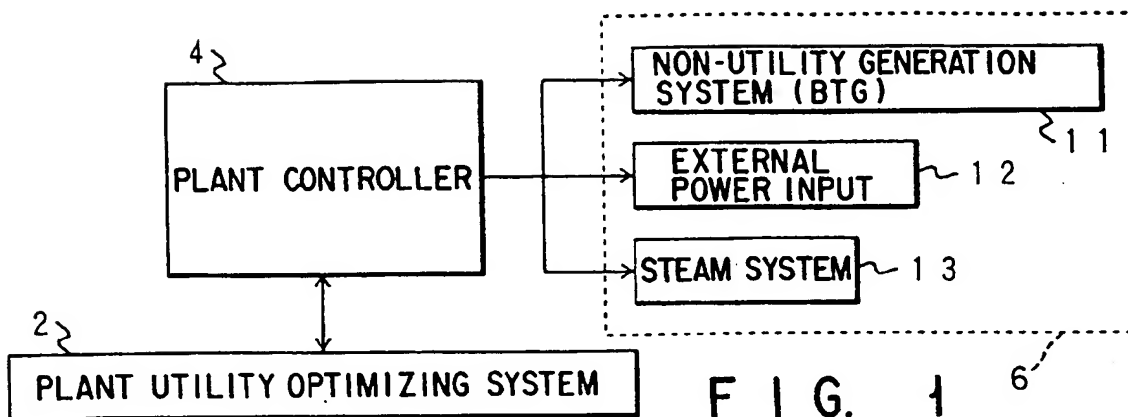 4
NON-UTILITY GENERATION
SYSTEM (BTG)
11
PLANT CONTROLLER
EXTERNAL
POWER INPUT
12
STEAM SYSTEM
13
2
PLANT UTILITY OPTIMIZING SYSTEM
6
FIG. 1